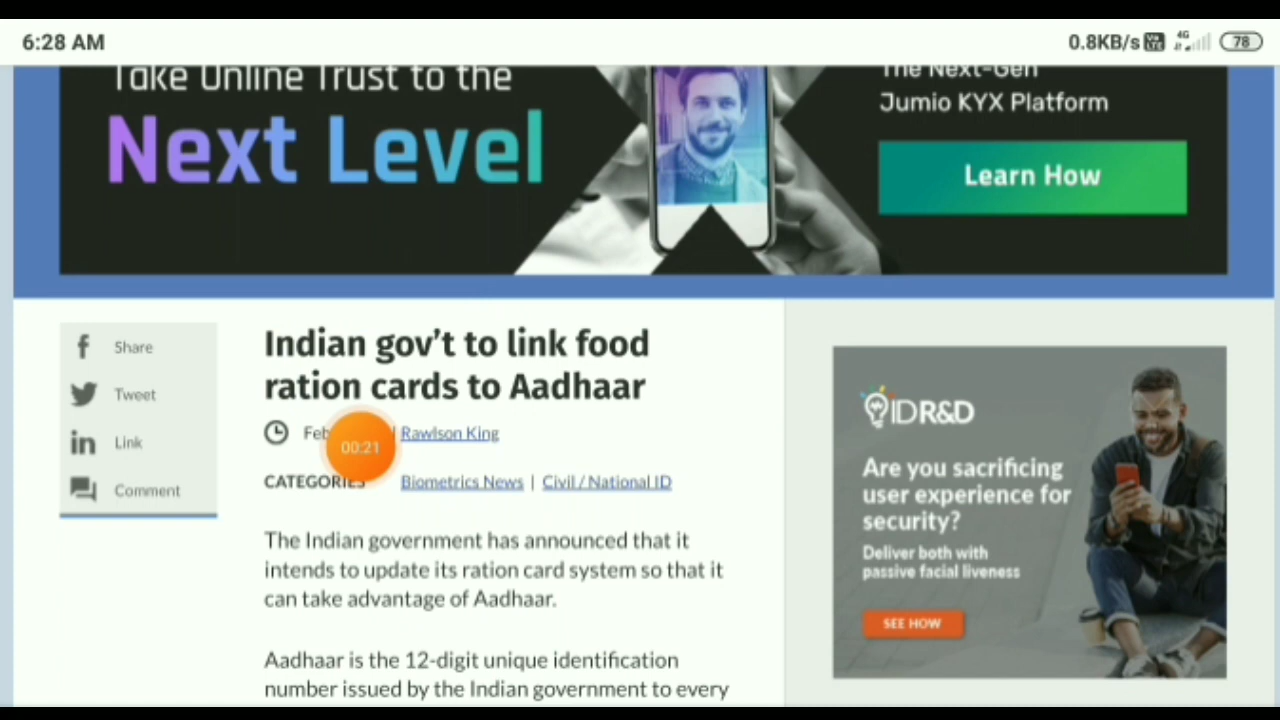 6:28 AM
0.8KB/s Vo LTE 4G 78
Take Online Trust to the
Next Level
The Next-Gen
Jumio KYX Platform
Learn How
Share
Tweet
Link
Comment
Indian gov't to link food
ration cards to Aadhaar
| Rawlson King
00:21
CATEGORIES Biometrics News | Civil / National ID
The Indian government has announced that it
intends to update its ration card system so that it
can take advantage of Aadhaar.
Aadhaar is the 12-digit unique identification
number issued by the Indian government to every
IDR&D
Are you sacrificing
user experience for
security?
Deliver both with
passive facial liveness
SEE HOW